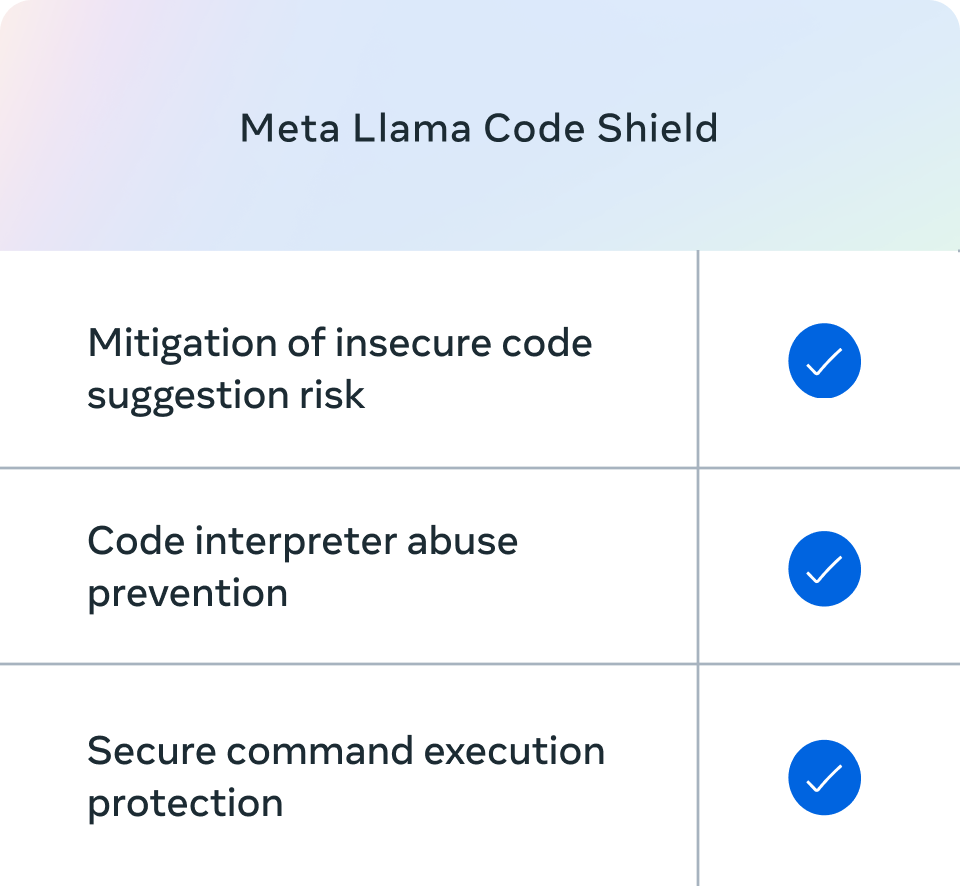 Meta Llama Code Shield
Mitigation of insecure code
suggestion risk
Code interpreter abuse
prevention
Secure command execution
protection